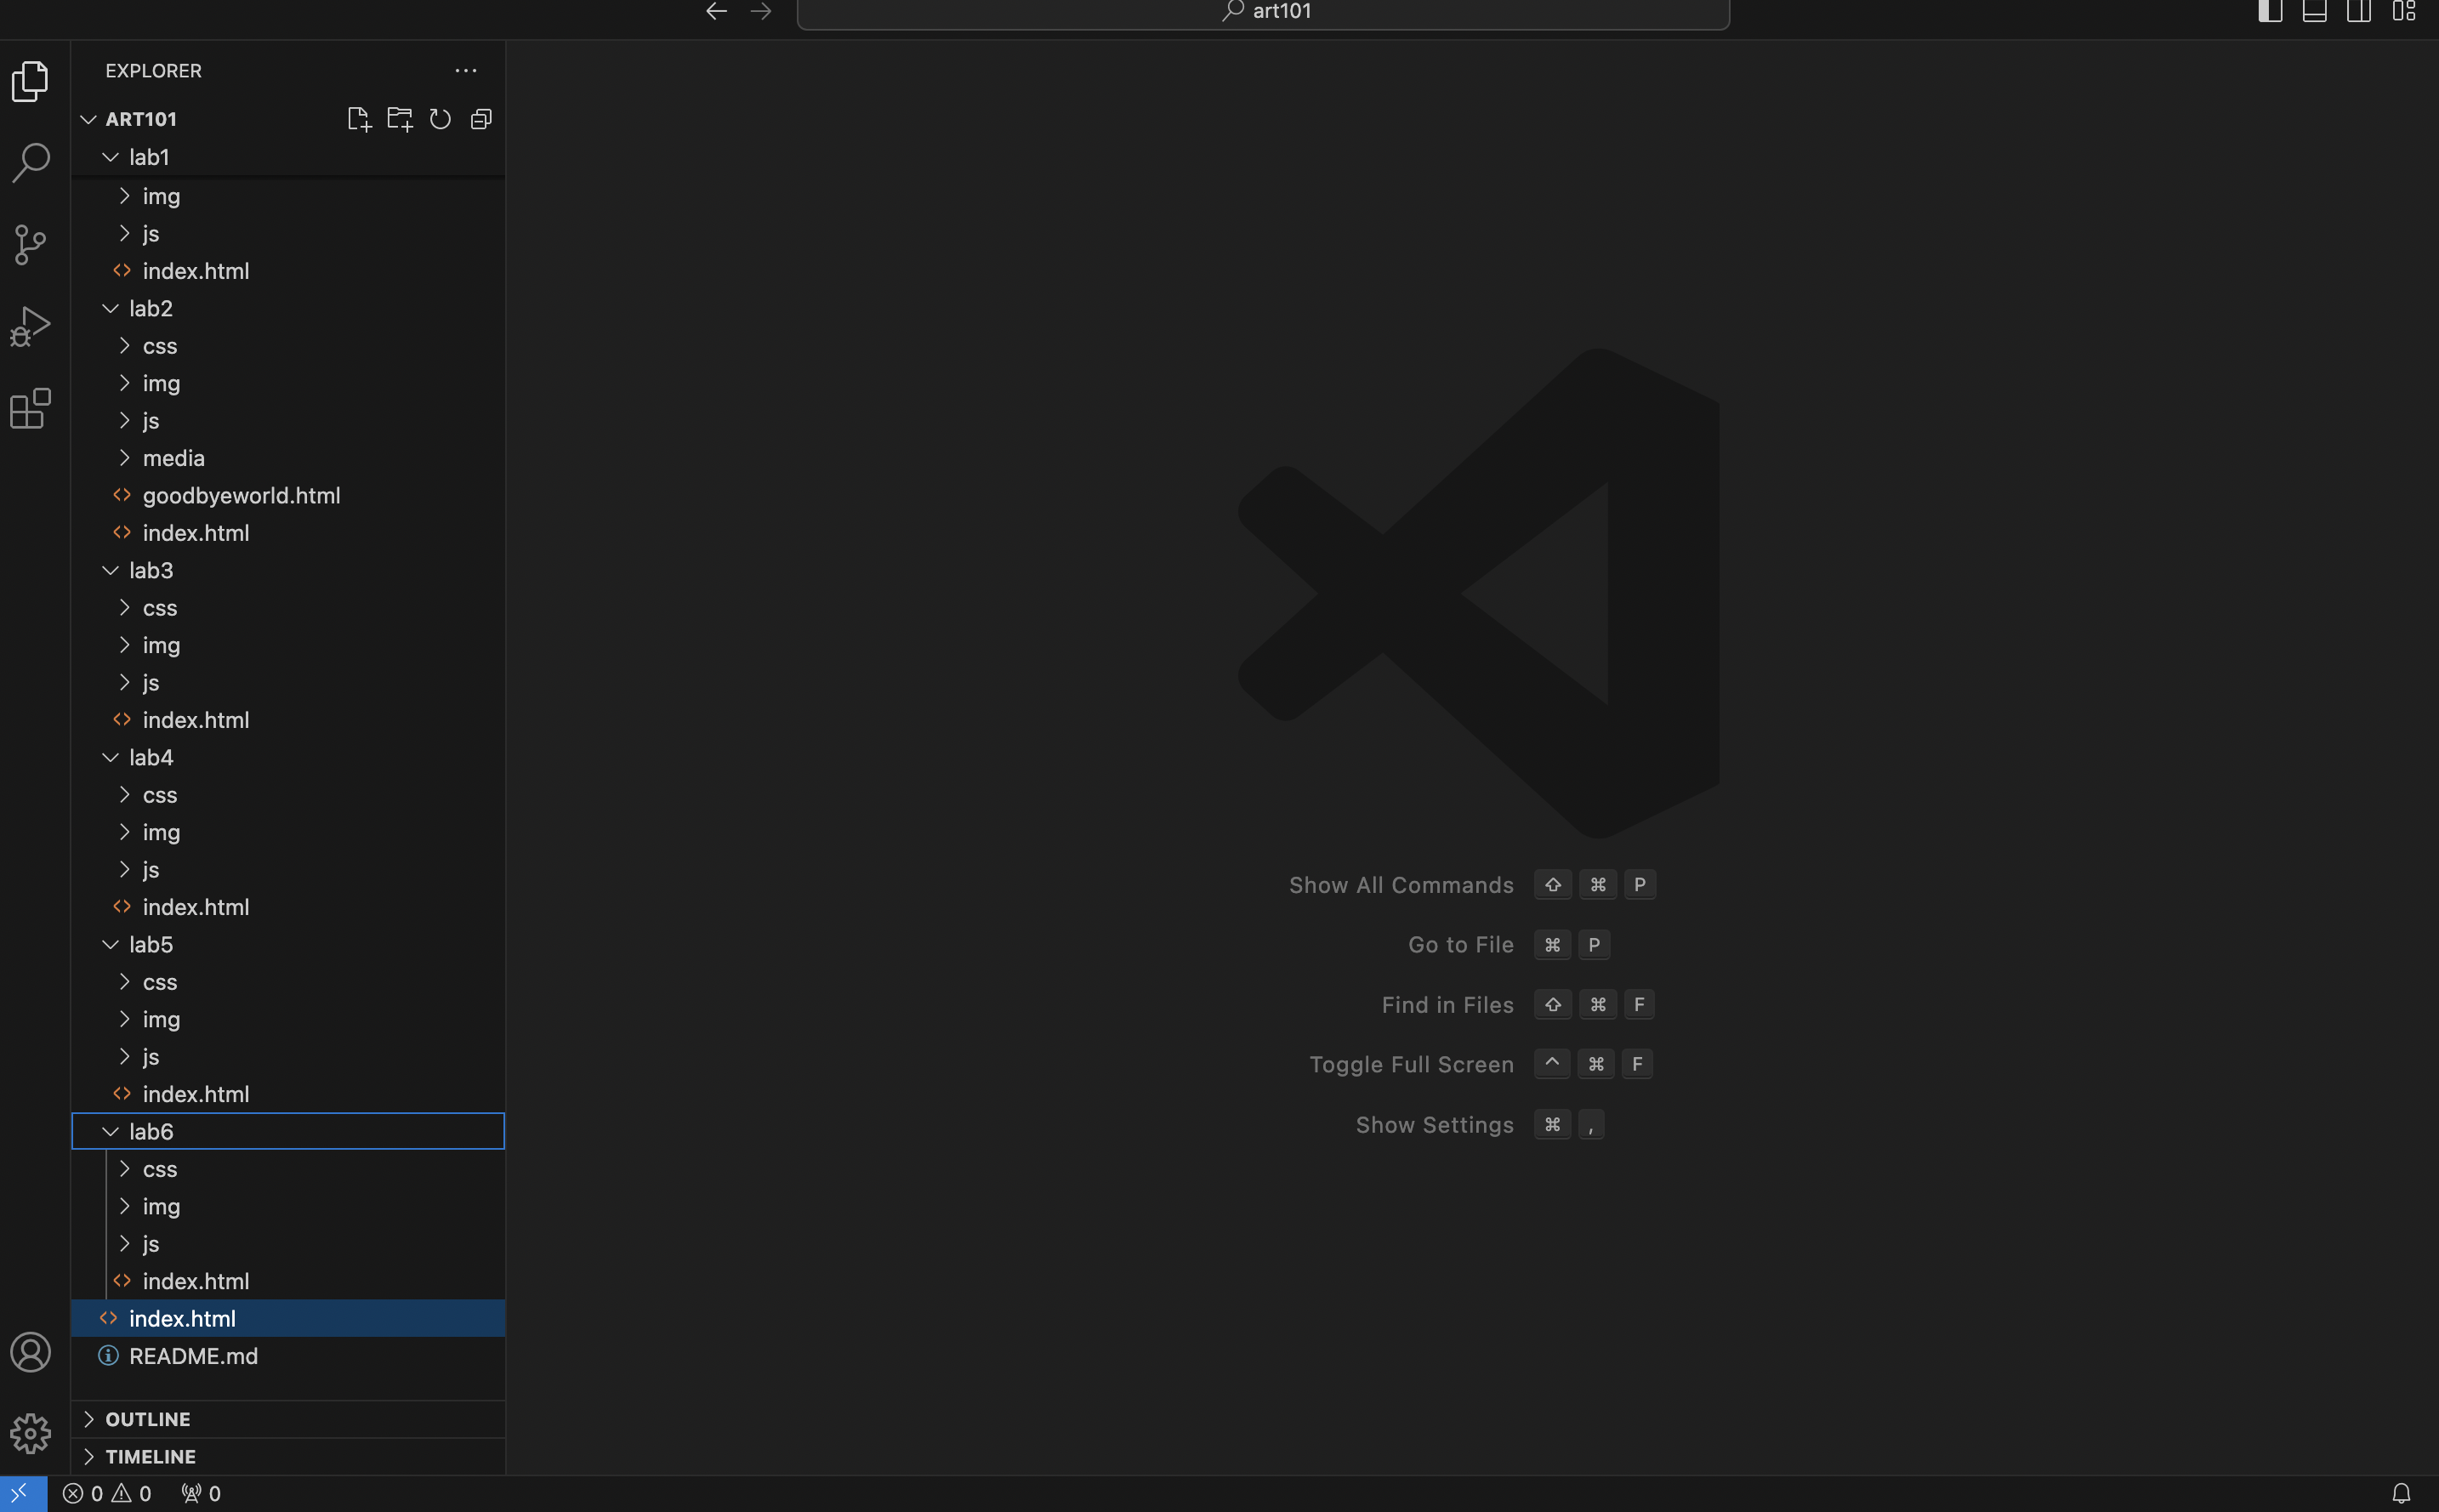 art101
EXPLORER
ART101
lab1
img
js
index.html
lab2
css
img
js
media
goodbyeworld.html
index.html
lab3
css
img
js
index.html
lab4
css
img
js
index.html
lab5
css
img
js
index.html
lab6
css
img
js
index.html
index.html
README.md
OUTLINE
TIMELINE
0 0 0
Show All Commands ⇧ ⌘ P
Go to File ⌘ P
Find in Files ⇧ ⌘ F
Toggle Full Screen ^ ⌘ F
Show Settings ⌘ ,